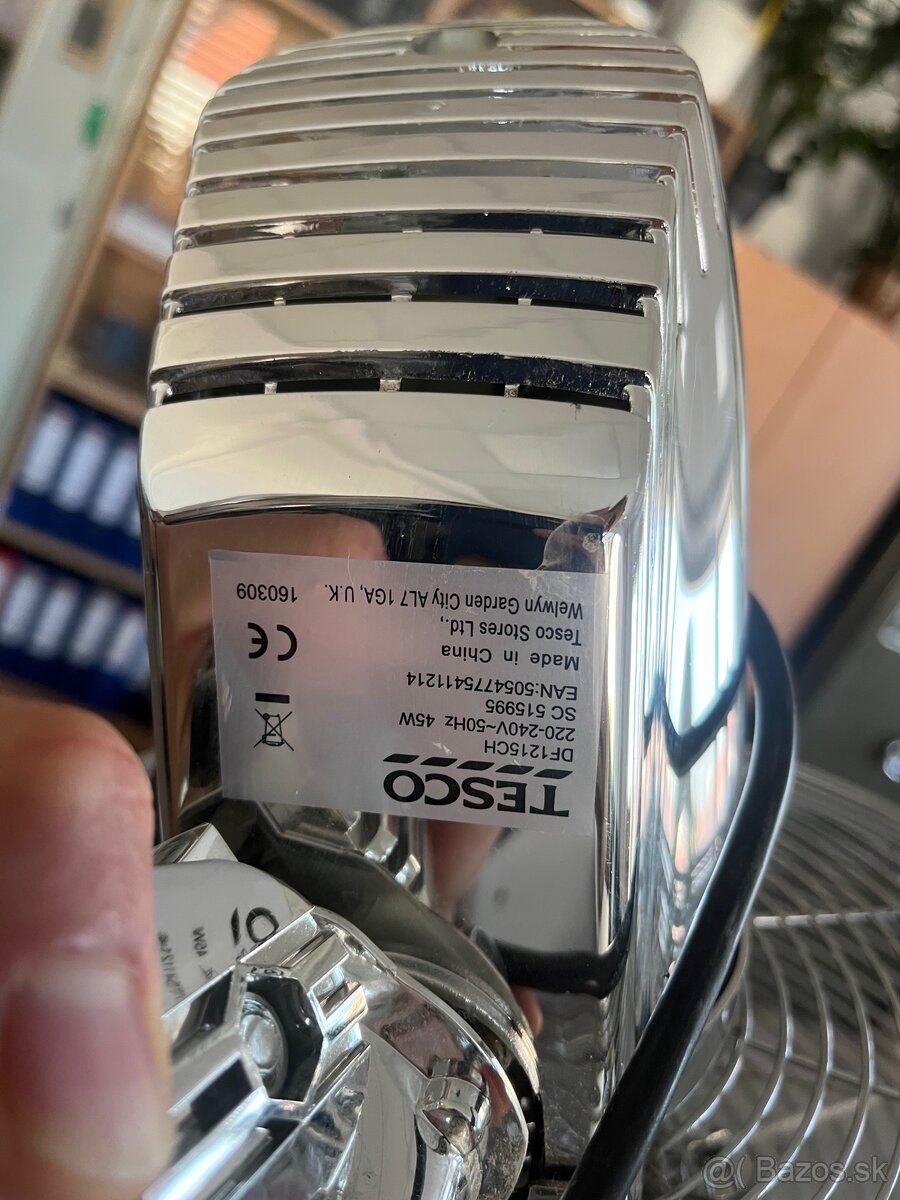 TESCO
DF1215CH
220-240V~50Hz 45W
SC 515995
EAN:5054775411214
Made in China
Tesco Stores Ltd.,
Welwyn Garden City AL7 1GA, U.K.
160309
CE
@( Bazos.sk